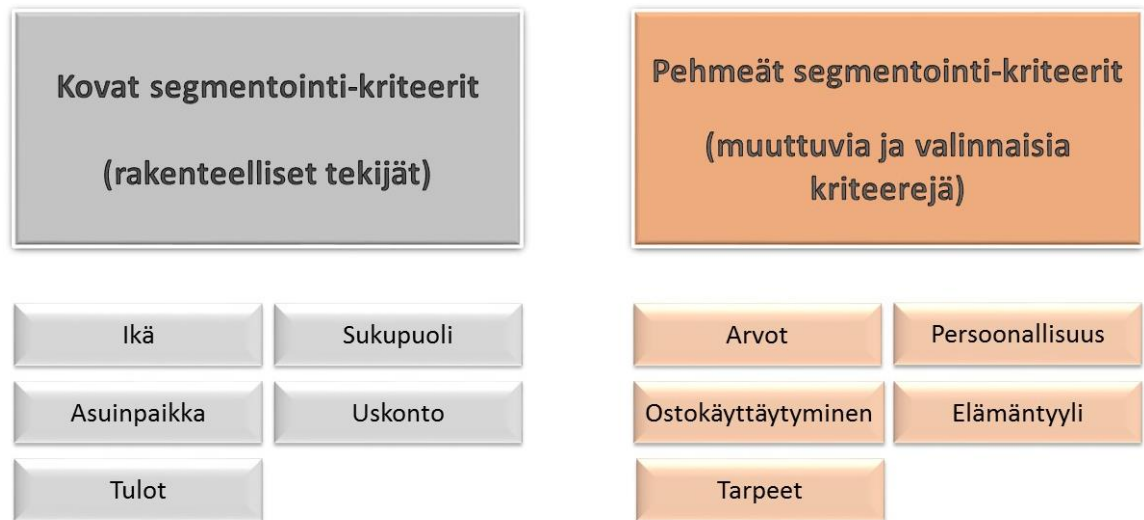 Kovat segmentointi-kriteerit
(rakenteelliset tekijät)
Ikä
Sukupuoli
Asuinpaikka
Uskonto
Tulot
Pehmeät segmentointi-kriteerit
(muuttuvia ja valinnaisia
kriteerejä)
Arvot
Persoonallisuus
Ostokäyttäytyminen
Elämäntyyli
Tarpeet